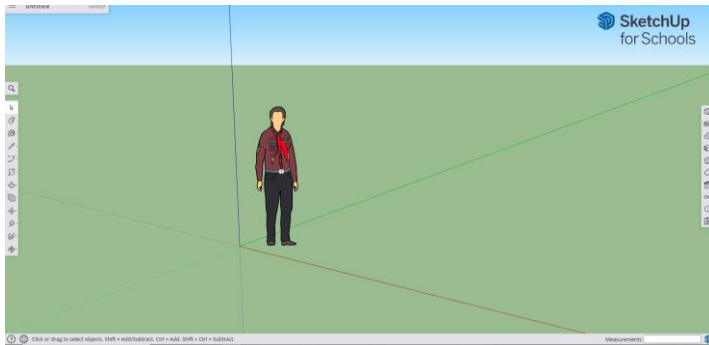 Untitled
Saved
SketchUp
for Schools
Click or drag to select objects. Shift = Add/Subtract. Ctrl = Add. Shift + Ctrl = Subtract.
Measurements